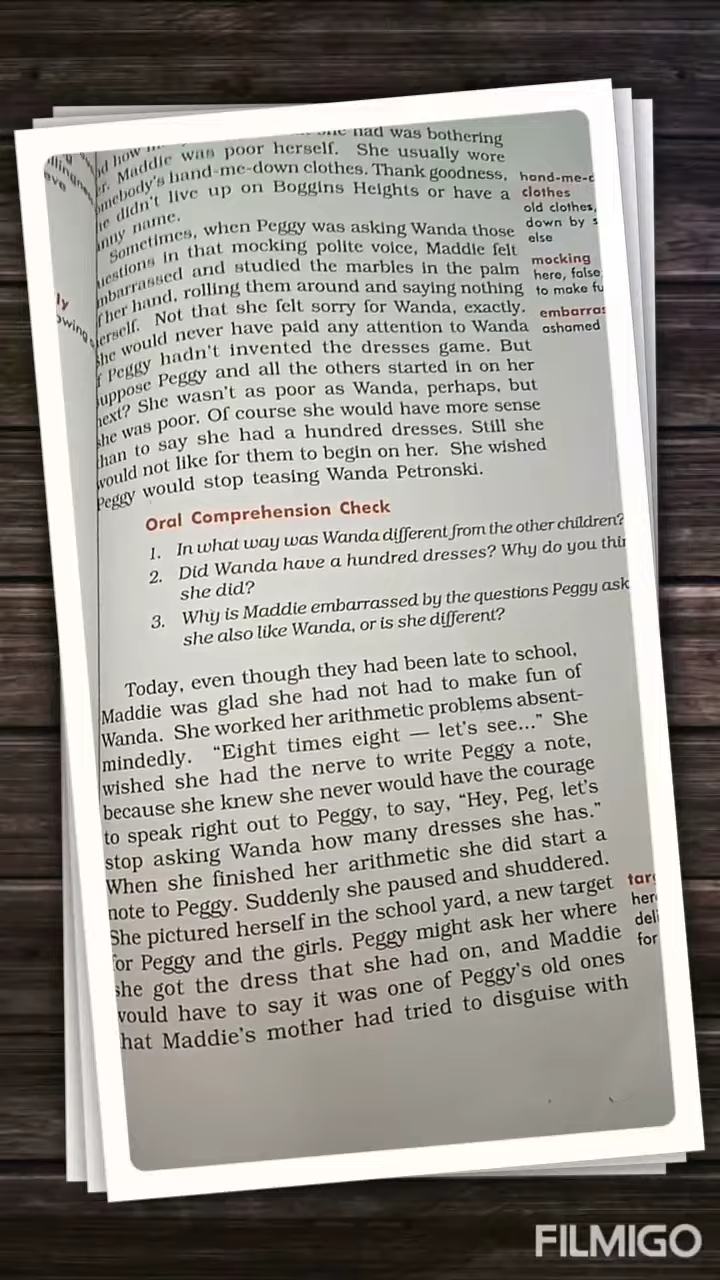 had was bothering
Maddie was poor herself. She usually wore
hand-me-down clothes. Thank goodness,
didn't live up on Boggins Heights or have a
name.
Sometimes, when Peggy was asking Wanda those
in that mocking polite voice, Maddie felt
and studied the marbles in the palm
her hand, rolling them around and saying nothing
Not that she felt sorry for Wanda, exactly.
would never have paid any attention to Wanda
Peggy hadn't invented the dresses game. But
Peggy and all the others started in on her
She wasn't as poor as Wanda, perhaps, but
she was poor. Of course she would have more sense
than to say she had a hundred dresses. Still she
would not like for them to begin on her. She wished
Peggy would stop teasing Wanda Petronski.
clothes
old clothes,
down by s
else
mocking
here, false
to make fu
embarras
ashamed
Oral Comprehension Check
1. In what way was Wanda different from the other children?
2. Did Wanda have a hundred dresses? Why do you thin
she did?
3. Why is Maddie embarrassed by the questions Peggy ask
she also like Wanda, or is she different?
Today, even though they had been late to school,
Maddie was glad she had not had to make fun of
Wanda. She worked her arithmetic problems absent-
mindedly. “Eight times eight — let's see...” She
wished she had the nerve to write Peggy a note,
because she knew she never would have the courage
to speak right out to Peggy, to say, “Hey, Peg, let's
stop asking Wanda how many dresses she has.”
When she finished her arithmetic she did start a
note to Peggy. Suddenly she paused and shuddered.
She pictured herself in the school yard, a new target
for Peggy and the girls. Peggy might ask her where
she got the dress that she had on, and Maddie
would have to say it was one of Peggy's old ones
that Maddie's mother had tried to disguise with
targ
her
deli
for
FILMIGO